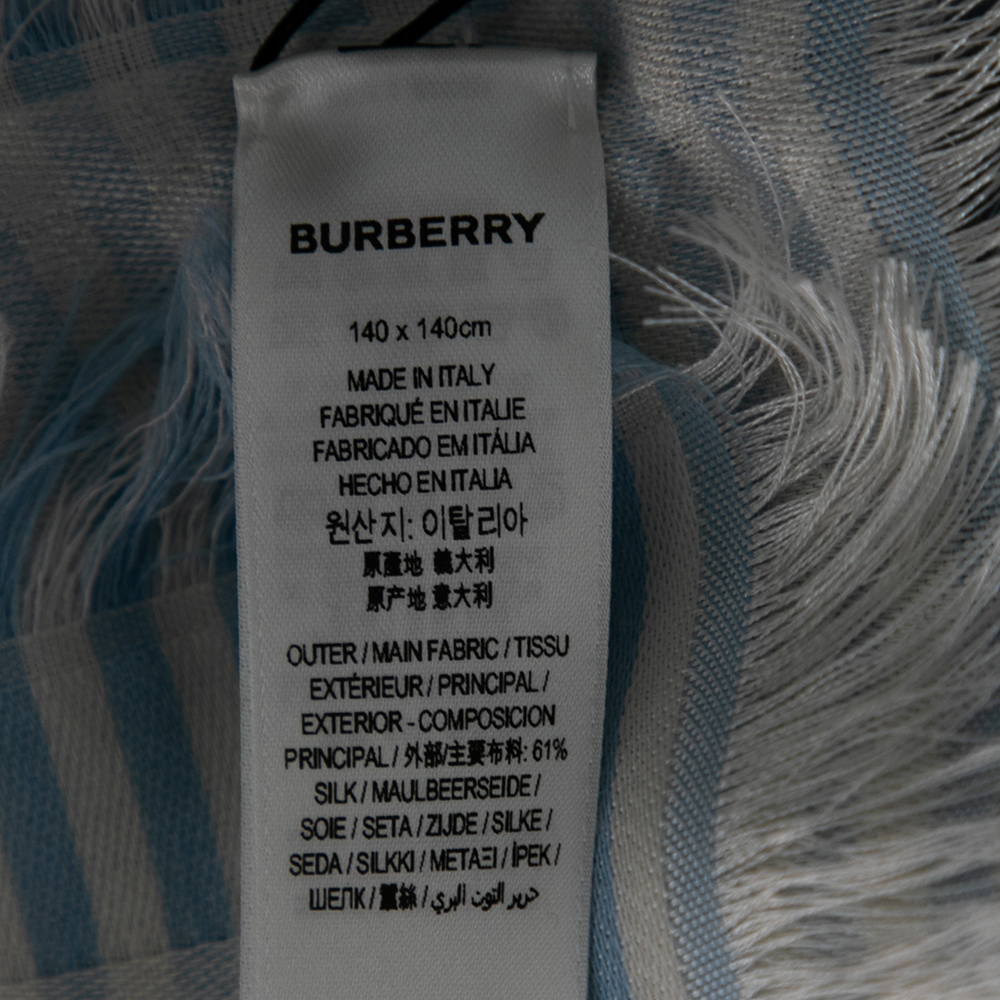 BURBERRY
140 x 140cm
MADE IN ITALY
FABRIQUÉ EN ITALIE
FABRICADO EM ITÁLIA
HECHO EN ITALIA
원산지: 이탈리아
原產地 義大利
原产地 意大利
OUTER / MAIN FABRIC / TISSU
EXTÉRIEUR / PRINCIPAL /
EXTERIOR - COMPOSICION
PRINCIPAL / 外部/主要布料: 61%
SILK / MAULBEERSEIDE /
SOIE / SETA / ZIJDE / SILKE /
SEDA / SILKKI / ΜΕΤΑΞΙ / İPEK /
ШЕЛК / 蠶絲 / حرير التوت البري /